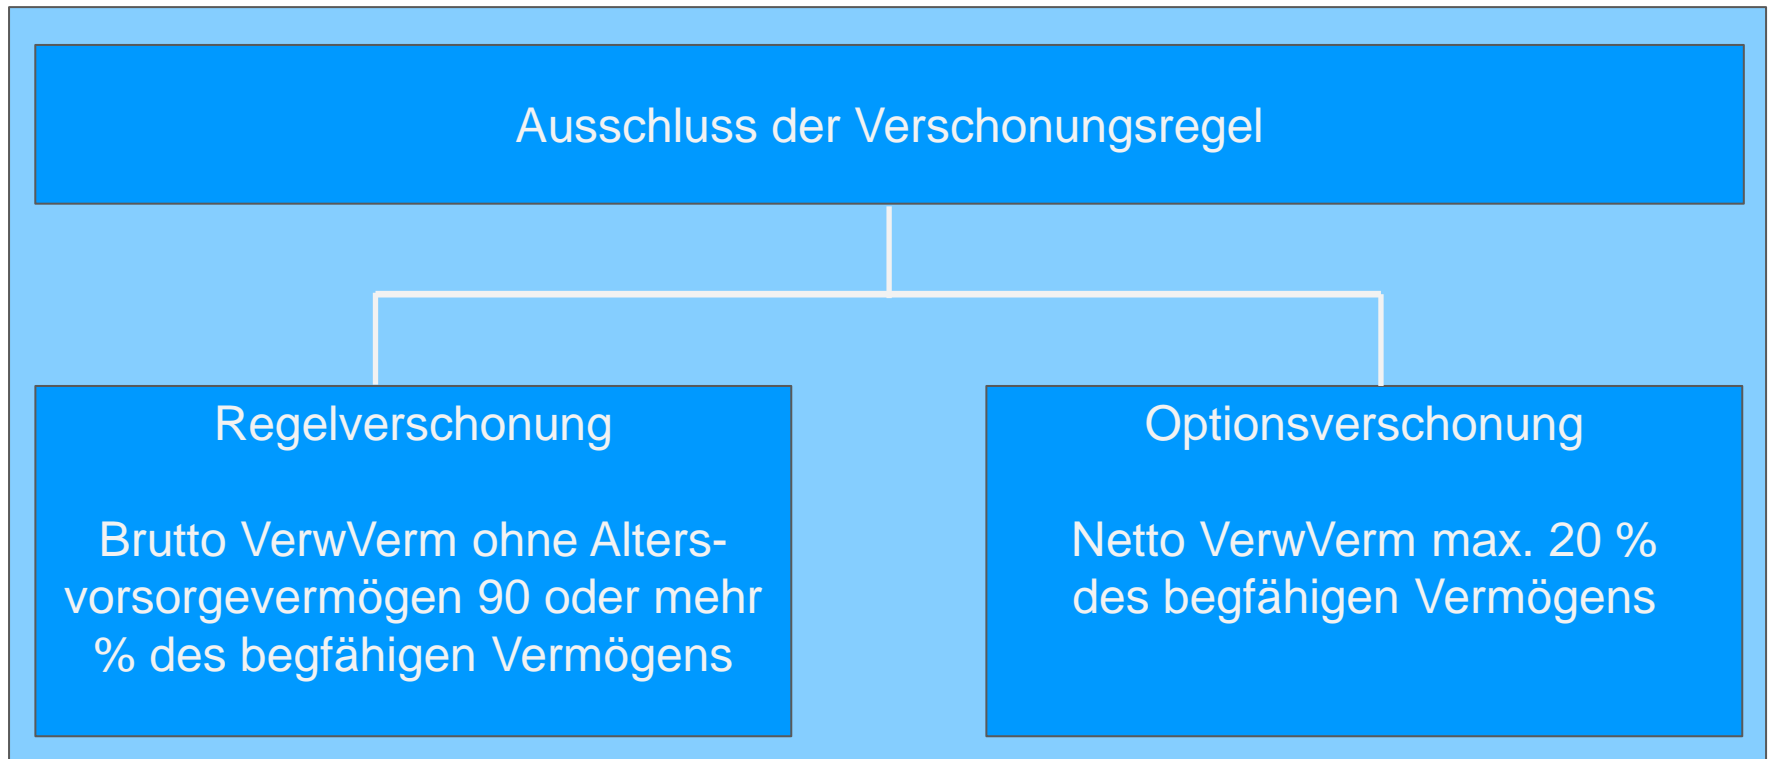 Ausschluss der Verschonungsregel
Regelverschonung
Brutto VerwVerm ohne Alters-
vorsorgevermögen 90 oder mehr
% des begfähigen Vermögens
Optionsverschonung
Netto VerwVerm max. 20 %
des begfähigen Vermögens